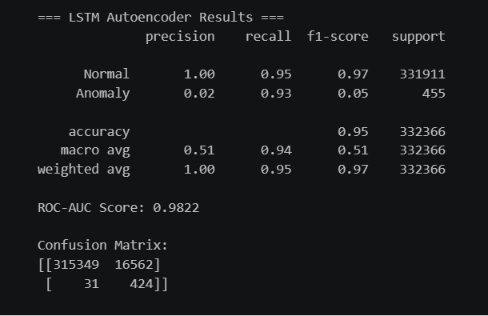 === LSTM Autoencoder Results ===
              precision    recall  f1-score   support

      Normal       1.00      0.95      0.97    331911
     Anomaly       0.02      0.93      0.05       455

    accuracy                           0.95    332366
   macro avg       0.51      0.94      0.51    332366
weighted avg       1.00      0.95      0.97    332366

ROC-AUC Score: 0.9822

Confusion Matrix:
[[315349  16562]
 [    31    424]]